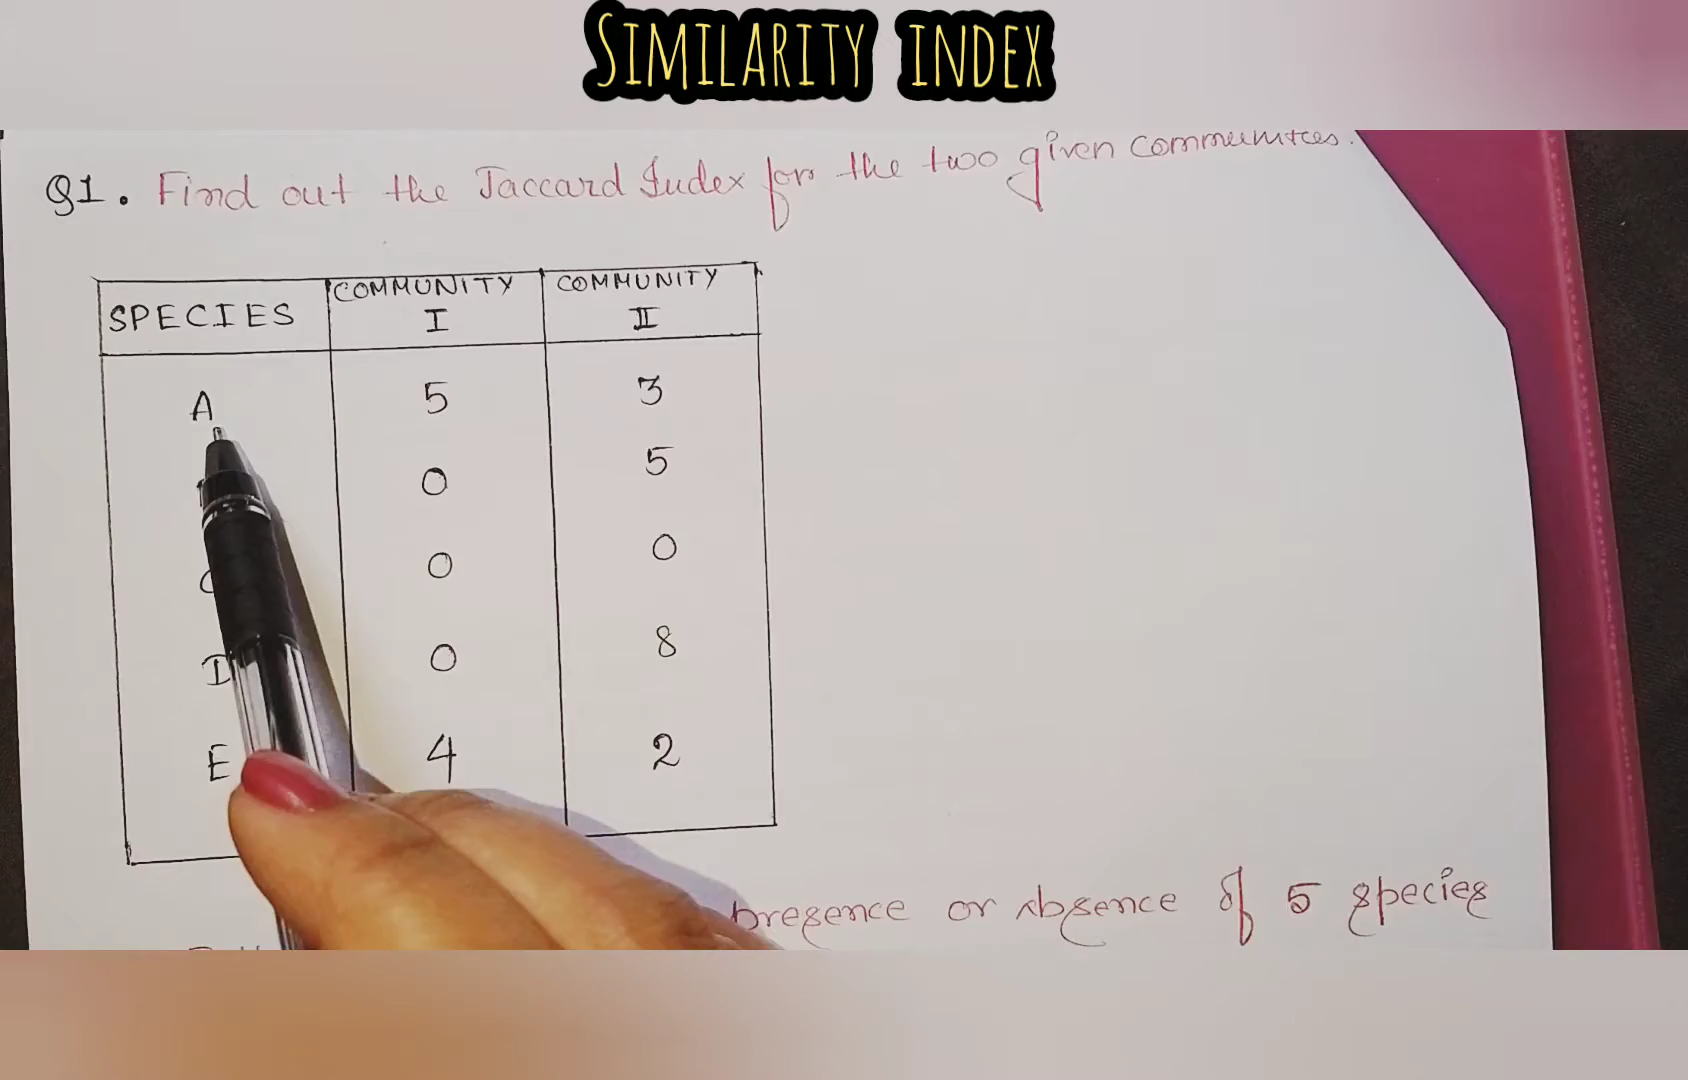 SIMILARITY INDEX
Q1. Find out the Jaccard Index for the two given communities.
SPECIES COMMUNITY I COMMUNITY II
A 5 3
0 5
0 0
D 0 8
E 4 2
presence or absence of 5 species